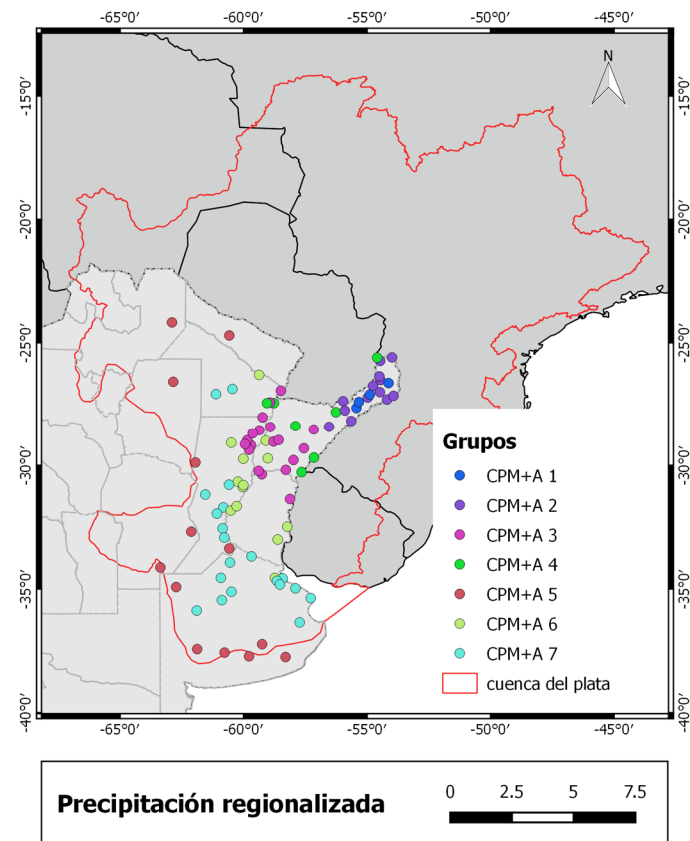 -65°0' -60°0' -55°0' -50°0' -45°0'
N
-15°0' -15°0'
-20°0' -20°0'
-25°0' -25°0'
-30°0' -30°0'
-35°0' -35°0'
-40°0' -40°0'
Grupos
CPM+A 1
CPM+A 2
CPM+A 3
CPM+A 4
CPM+A 5
CPM+A 6
CPM+A 7
cuenca del plata
-65°0' -60°0' -55°0' -50°0' -45°0'
Precipitación regionalizada
0 2.5 5 7.5